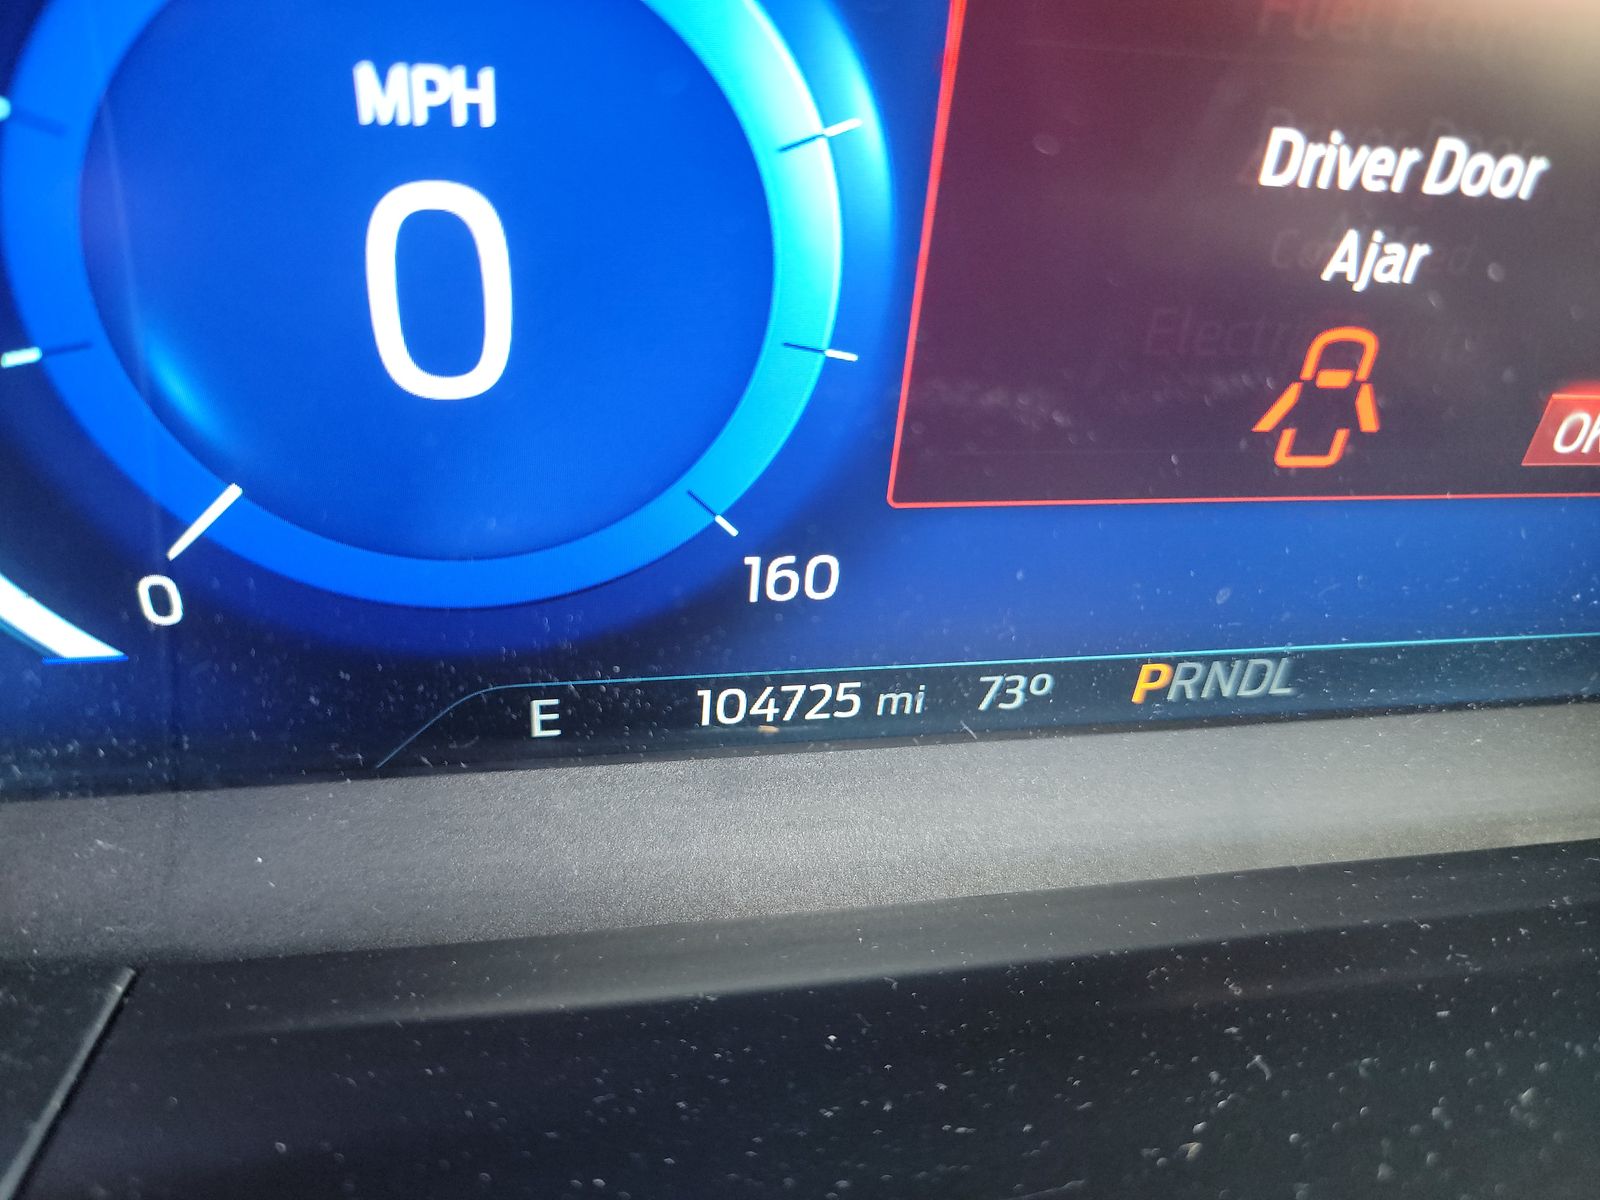 MPH
0
0
160
Driver Door
Ajar
E 104725 mi 73° PRNDL